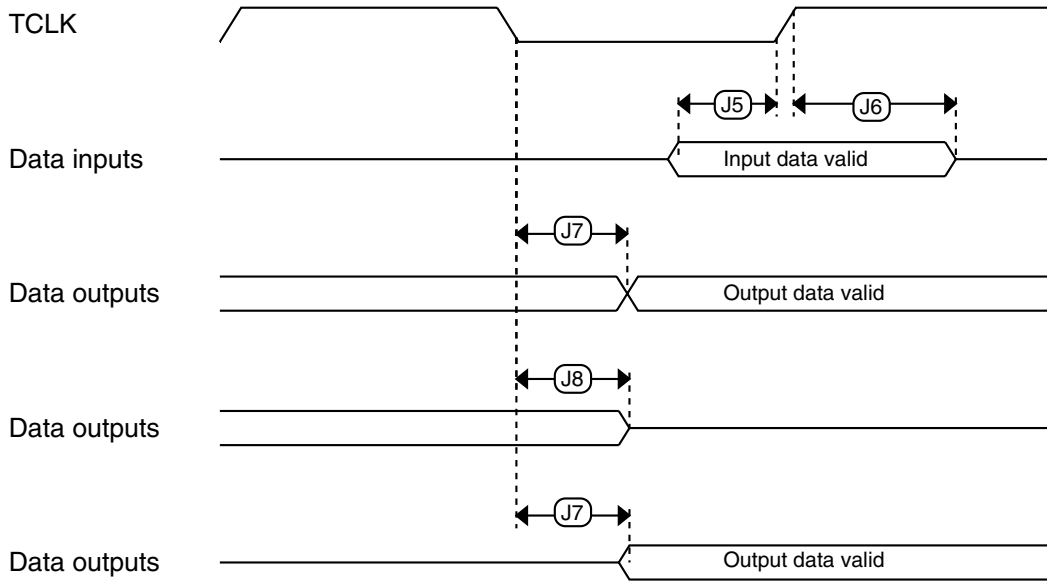 TCLK
J5
J6
Data inputs
Input data valid
J7
Data outputs
Output data valid
J8
Data outputs
J7
Data outputs
Output data valid